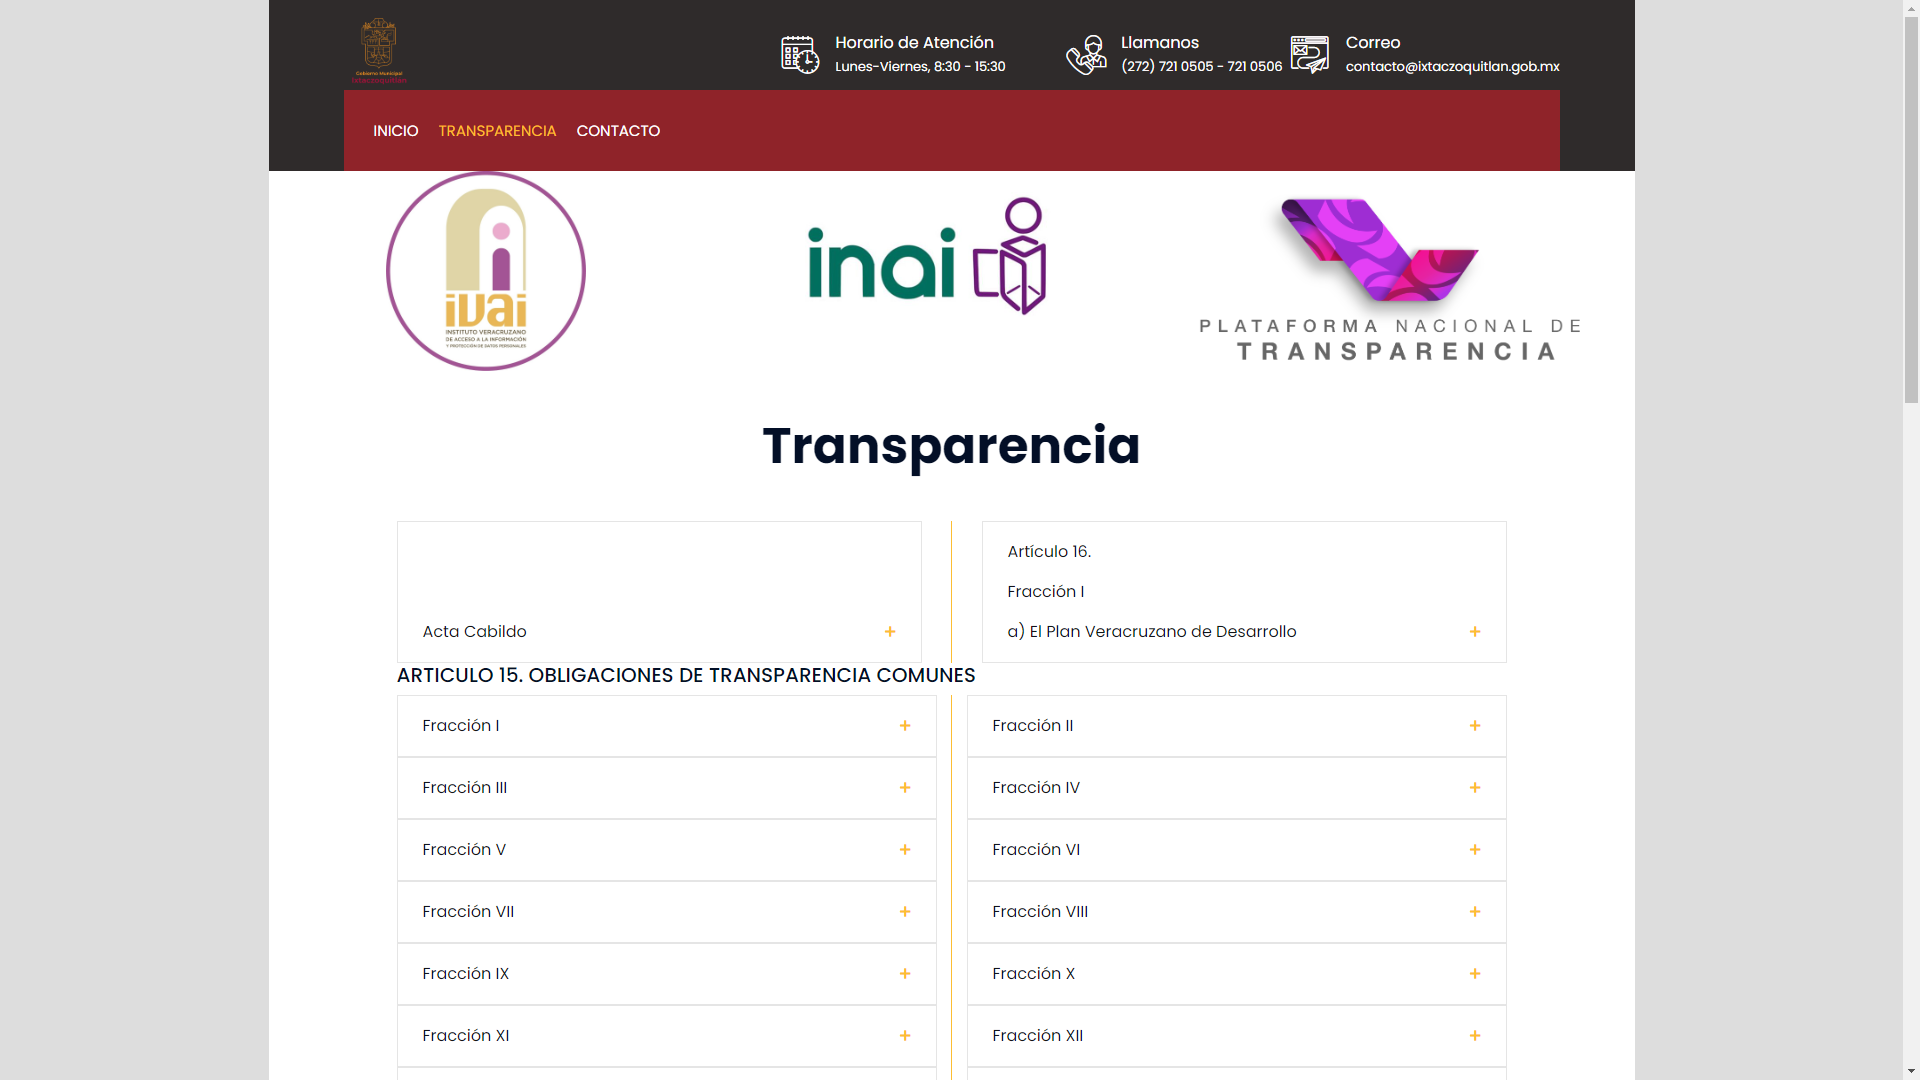 Gobierno Municipal
Horario de Atención
Lunes-Viernes, 8:30 - 15:30
Llamanos
(272) 721 0505 - 721 0506
Correo
contacto@ixtaczoquitlan.gob.mx
INICIO
TRANSPARENCIA
CONTACTO
ivai
INSTITUTO VERACRUZANO
DE ACCESO A LA INFORMACIÓN
Y PROTECCIÓN DE DATOS PERSONALES
inai
PLATAFORMA NACIONAL DE
TRANSPARENCIA
Transparencia
Acta Cabildo
Artículo 16.
Fracción I
a) El Plan Veracruzano de Desarrollo
ARTICULO 15. OBLIGACIONES DE TRANSPARENCIA COMUNES
Fracción I
Fracción II
Fracción III
Fracción IV
Fracción V
Fracción VI
Fracción VII
Fracción VIII
Fracción IX
Fracción X
Fracción XI
Fracción XII